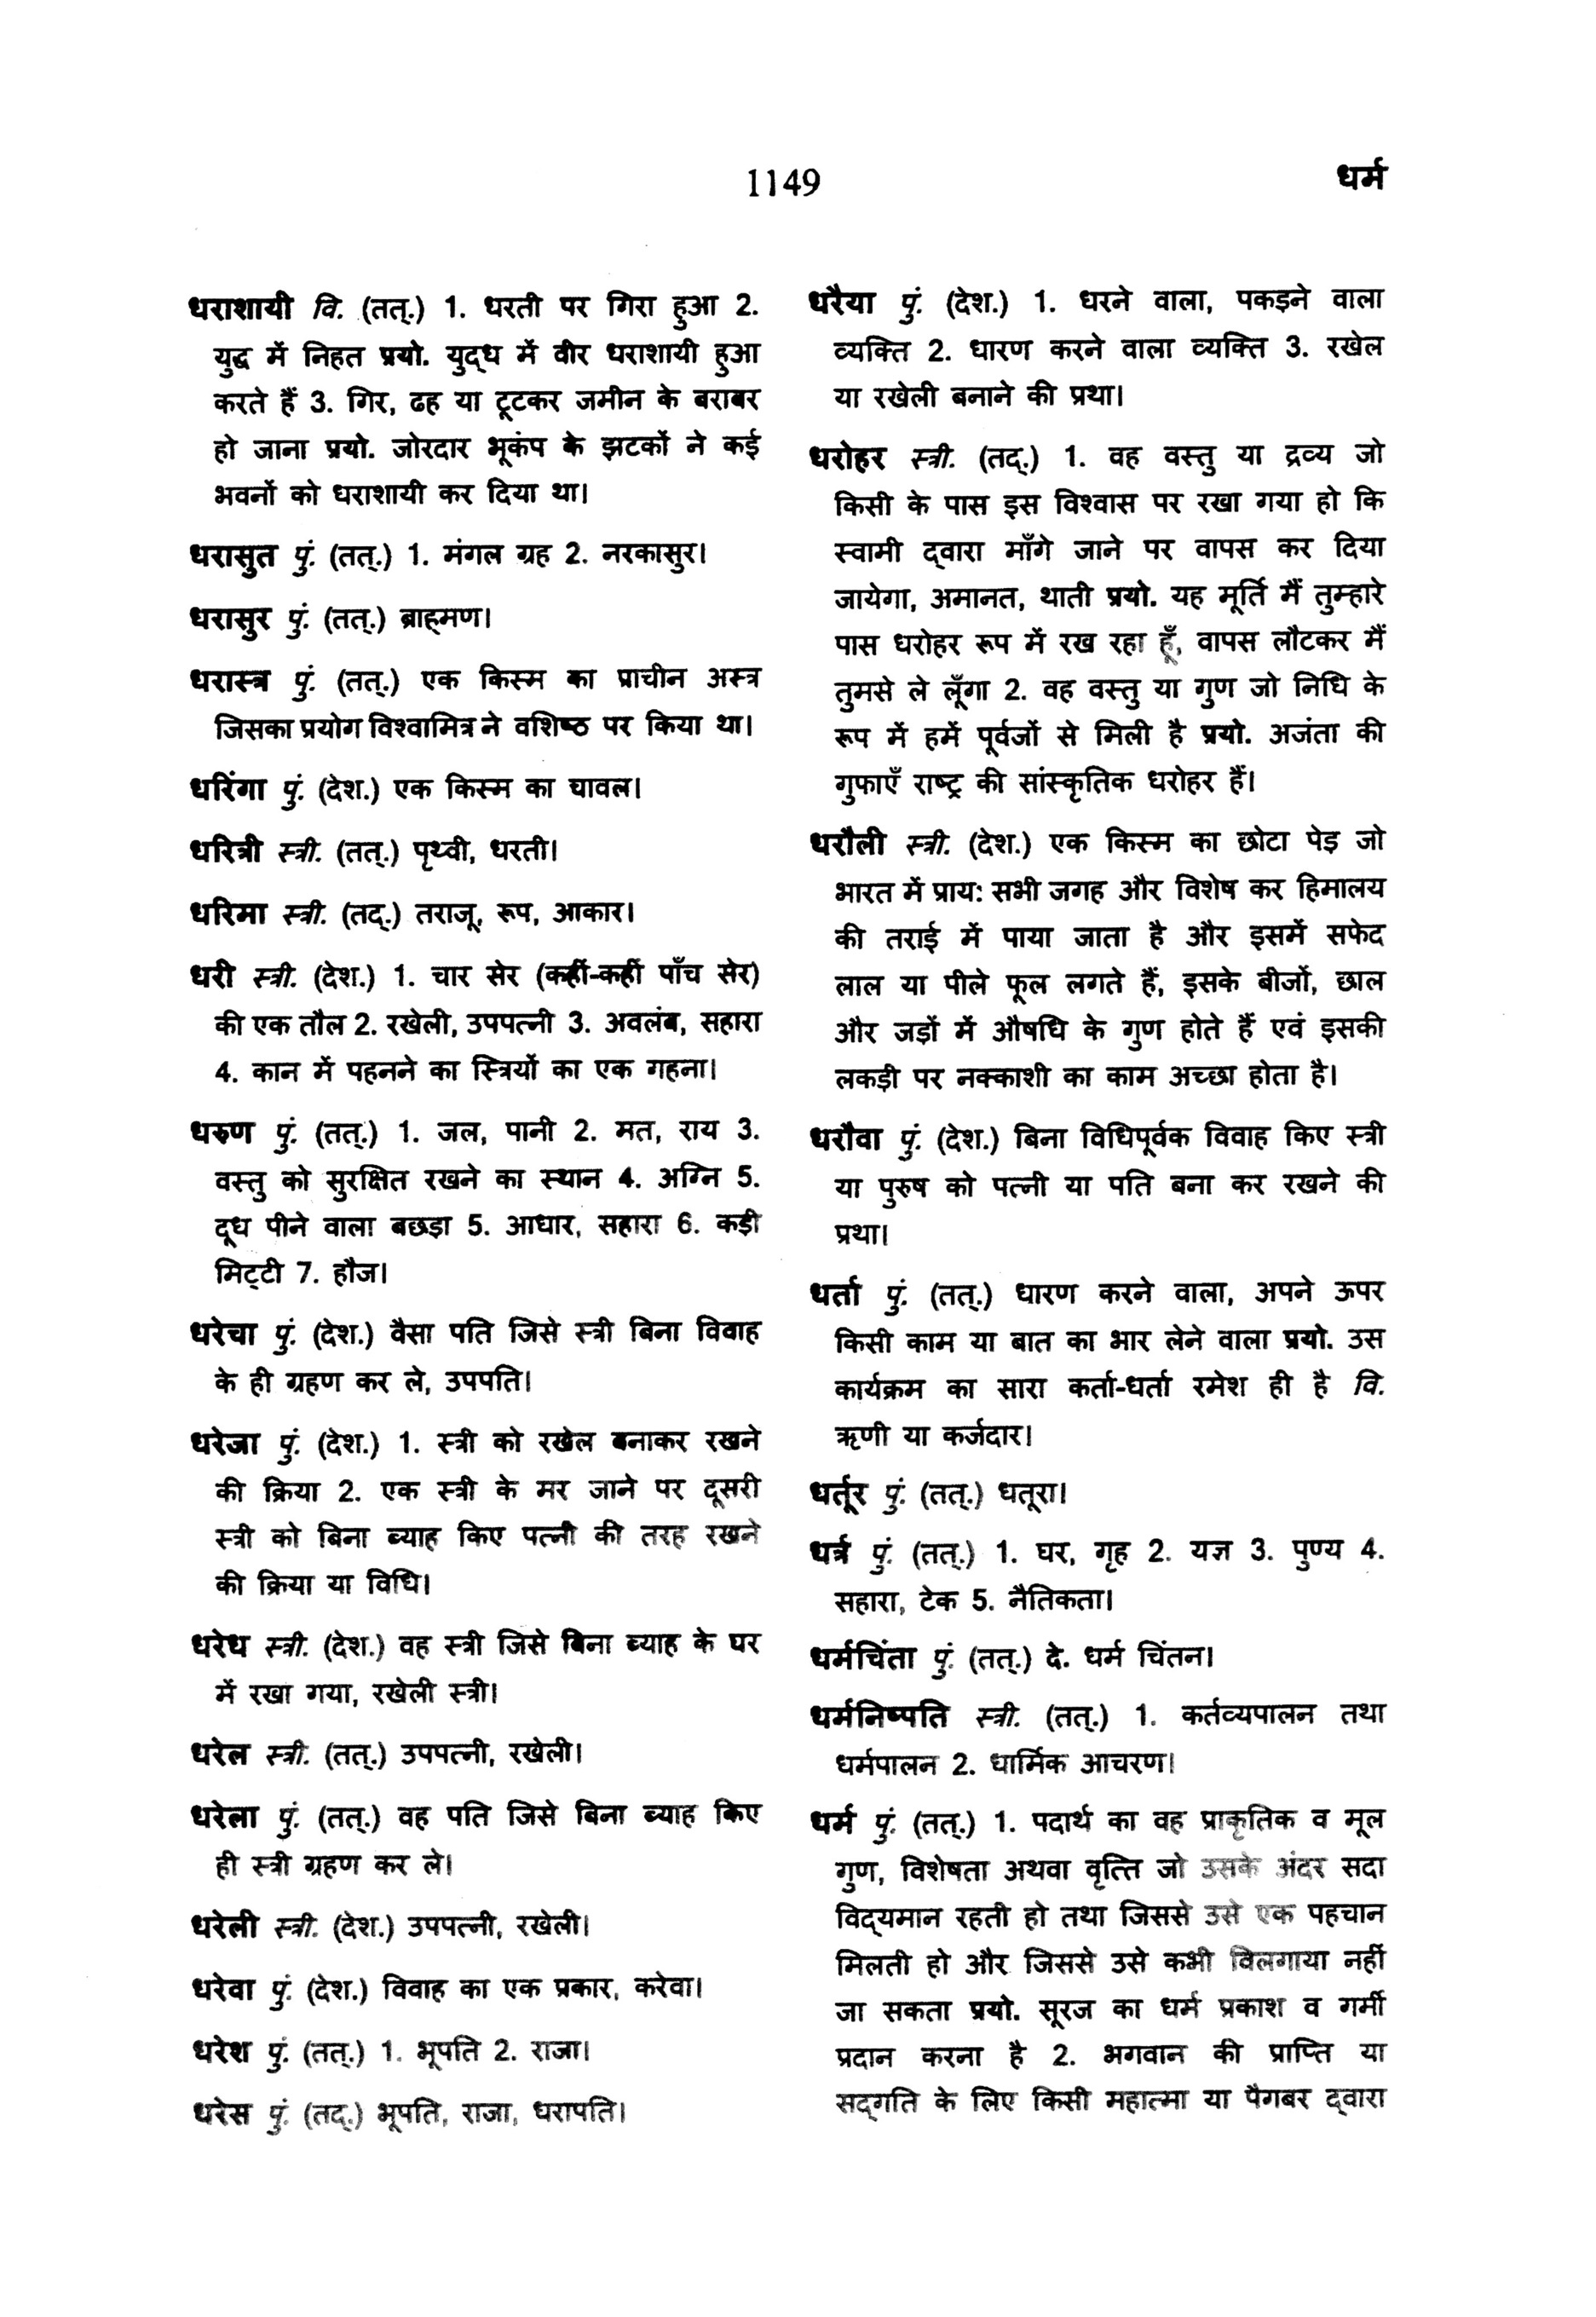 1149
धर्म
धराशायी वि. (तत्.) 1. धरती पर गिरा हुआ 2.
युद्ध में निहत प्रयो. युद्ध में वीर धराशायी हुआ
करते हैं 3. गिर, ढह या टूटकर जमीन के बराबर
हो जाना प्रयो. जोरदार भूकंप के झटकों ने कई
भवनों को धराशायी कर दिया था।
धरासुत पुं. (तत्.) 1. मंगल ग्रह 2. नरकासुर।
धरासुर पुं. (तत्.) ब्राह्मण।
धरास्त्र पुं. (तत्.) एक किस्म का प्राचीन अस्त्र
जिसका प्रयोग विश्वामित्र ने वशिष्ठ पर किया था।
धरिंगा पुं. (देश.) एक किस्म का चावल।
धरित्री स्त्री. (तत्.) पृथ्वी, धरती।
धरिमा स्त्री. (तद्.) तराजू, रूप, आकार।
धरी स्त्री. (देश.) 1. चार सेर (कहीं-कहीं पाँच सेर)
की एक तौल 2. रखेली, उपपत्नी 3. अवलंब, सहारा
4. कान में पहनने का स्त्रियों का एक गहना।
धरुण पुं. (तत्.) 1. जल, पानी 2. मत, राय 3.
वस्तु को सुरक्षित रखने का स्थान 4. अग्नि 5.
दूध पीने वाला बछड़ा 5. आधार, सहारा 6. कड़ी
मिट्टी 7. हौज।
धरेचा पुं. (देश.) वैसा पति जिसे स्त्री बिना विवाह
के ही ग्रहण कर ले, उपपति।
धरेजा पुं. (देश.) 1. स्त्री को रखेल बनाकर रखने
की क्रिया 2. एक स्त्री के मर जाने पर दूसरी
स्त्री को बिना ब्याह किए पत्नी की तरह रखने
की क्रिया या विधि।
धरेध स्त्री. (देश.) वह स्त्री जिसे बिना ब्याह के घर
में रखा गया, रखेली स्त्री।
धरेल स्त्री. (तत्.) उपपत्नी, रखेली।
धरेला पुं. (तत्.) वह पति जिसे बिना ब्याह किए
ही स्त्री ग्रहण कर ले।
धरेली स्त्री. (देश.) उपपत्नी, रखेली।
धरेवा पुं. (देश.) विवाह का एक प्रकार, करेवा।
धरेश पुं. (तत्.) 1. भूपति 2. राजा।
धरेस पुं. (तद्.) भूपति, राजा, धरापति।
धरैया पुं. (देश.) 1. धरने वाला, पकड़ने वाला
व्यक्ति 2. धारण करने वाला व्यक्ति 3. रखेल
या रखेली बनाने की प्रथा।
धरोहर स्त्री. (तद्.) 1. वह वस्तु या द्रव्य जो
किसी के पास इस विश्वास पर रखा गया हो कि
स्वामी द्वारा माँगे जाने पर वापस कर दिया
जायेगा, अमानत, थाती प्रयो. यह मूर्ति मैं तुम्हारे
पास धरोहर रूप में रख रहा हूँ, वापस लौटकर मैं
तुमसे ले लूँगा 2. वह वस्तु या गुण जो निधि के
रूप में हमें पूर्वजों से मिली है प्रयो. अजंता की
गुफाएँ राष्ट्र की सांस्कृतिक धरोहर हैं।
धरौली स्त्री. (देश.) एक किस्म का छोटा पेड़ जो
भारत में प्राय: सभी जगह और विशेष कर हिमालय
की तराई में पाया जाता है और इसमें सफेद
लाल या पीले फूल लगते हैं, इसके बीजों, छाल
और जड़ों में औषधि के गुण होते हैं एवं इसकी
लकड़ी पर नक्काशी का काम अच्छा होता है।
धरौवा पुं. (देश.) बिना विधिपूर्वक विवाह किए स्त्री
या पुरुष को पत्नी या पति बना कर रखने की
प्रथा।
धर्ता पुं. (तत्.) धारण करने वाला, अपने ऊपर
किसी काम या बात का भार लेने वाला प्रयो. उस
कार्यक्रम का सारा कर्ता-धर्ता रमेश ही है वि.
ऋणी या कर्जदार।
धर्तूर पुं. (तत्.) धतूरा।
धर्त्र पुं. (तत्.) 1. घर, गृह 2. यज्ञ 3. पुण्य 4.
सहारा, टेक 5. नैतिकता।
धर्मचिंता पुं. (तत्.) दे. धर्म चिंतन।
धर्मनिष्पति स्त्री. (तत्.) 1. कर्तव्यपालन तथा
धर्मपालन 2. धार्मिक आचरण।
धर्म पुं. (तत्.) 1. पदार्थ का वह प्राकृतिक व मूल
गुण, विशेषता अथवा वृत्ति जो उसके अंदर सदा
विद्यमान रहती हो तथा जिससे उसे एक पहचान
मिलती हो और जिससे उसे कभी विलगाया नहीं
जा सकता प्रयो. सूरज का धर्म प्रकाश व गर्मी
प्रदान करना है 2. भगवान की प्राप्ति या
सद्गति के लिए किसी महात्मा या पैगबर द्वारा